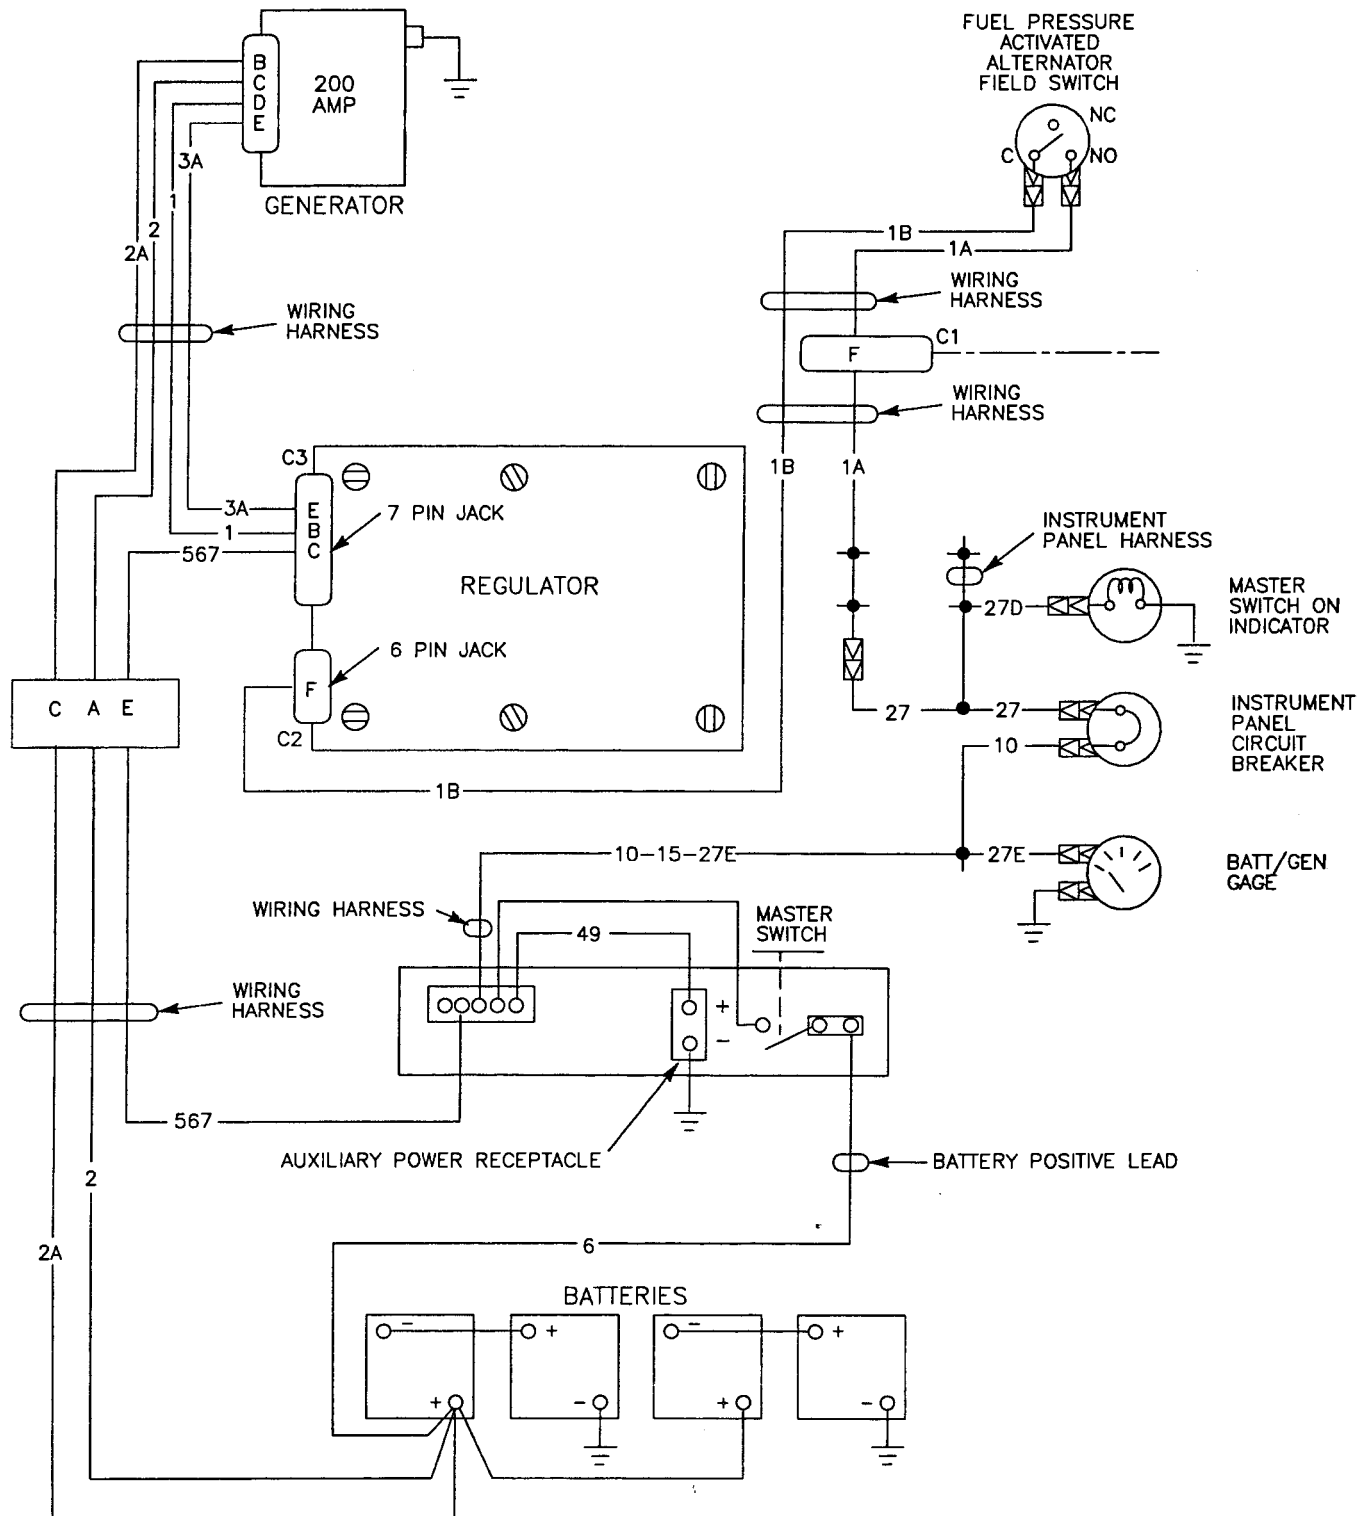 FUEL PRESSURE
ACTIVATED
ALTERNATOR
FIELD SWITCH
NC
C
NO
B
C
D
E
200
AMP
3A
1
2
2A
GENERATOR
1B
1A
WIRING
HARNESS
WIRING
HARNESS
C1
F
WIRING
HARNESS
1B
1A
C3
E
B
C
3A
1
567
7 PIN JACK
REGULATOR
6 PIN JACK
F
C2
1B
C A E
INSTRUMENT
PANEL HARNESS
27D
MASTER
SWITCH ON
INDICATOR
27
27
10
INSTRUMENT
PANEL
CIRCUIT
BREAKER
10-15-27E
27E
BATT/GEN
GAGE
WIRING HARNESS
49
MASTER
SWITCH
WIRING
HARNESS
+
-
567
AUXILIARY POWER RECEPTACLE
BATTERY POSITIVE LEAD
2
2A
6
BATTERIES
- + - +
+ - + -